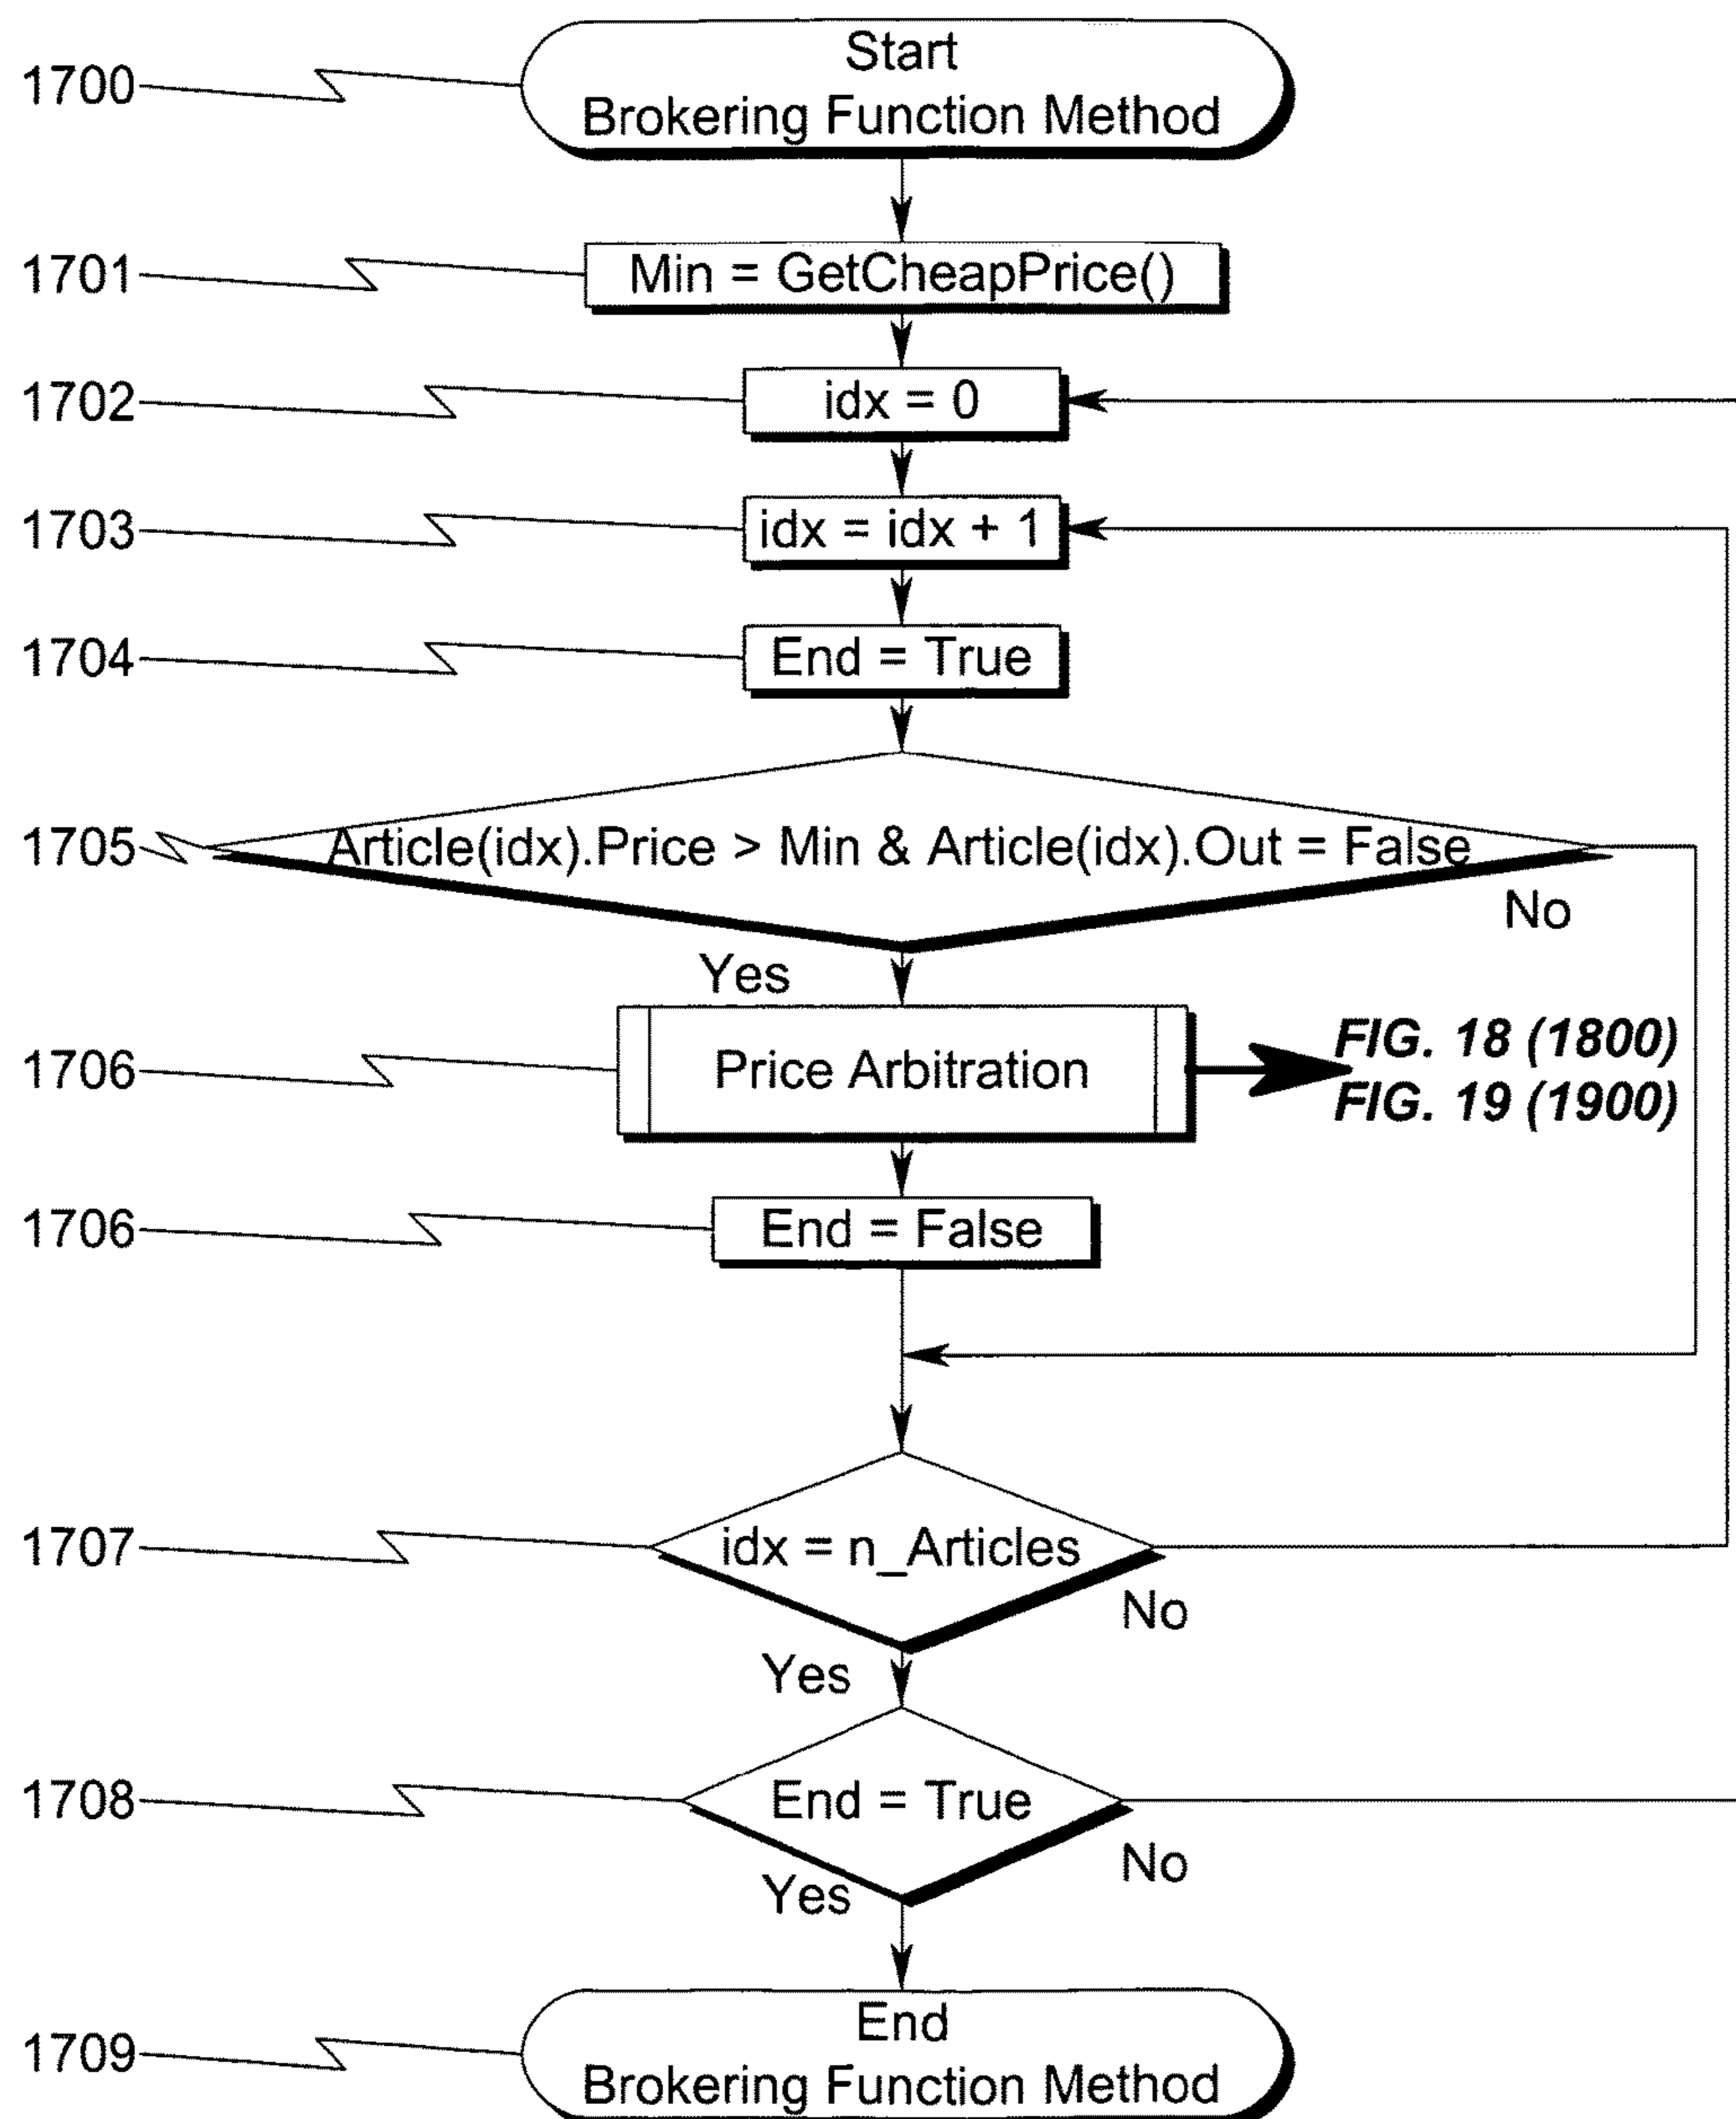 1700
Start
Brokering Function Method
1701
Min = GetCheapPrice()
1702
idx = 0
1703
idx = idx + 1
1704
End = True
1705
Article(idx).Price > Min & Article(idx).Out = False
No
Yes
1706
Price Arbitration
FIG. 18 (1800)
FIG. 19 (1900)
1706
End = False
1707
idx = n_Articles
No
Yes
1708
End = True
No
Yes
1709
End
Brokering Function Method